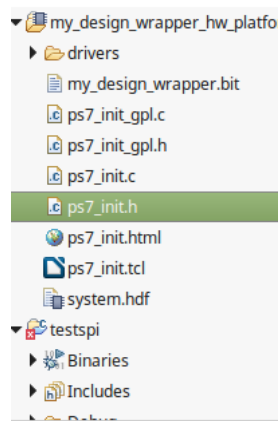 my_design_wrapper_hw_platfo
drivers
my_design_wrapper.bit
ps7_init_gpl.c
ps7_init_gpl.h
ps7_init.c
ps7_init.h
ps7_init.html
ps7_init.tcl
system.hdf
testspi
Binaries
Includes